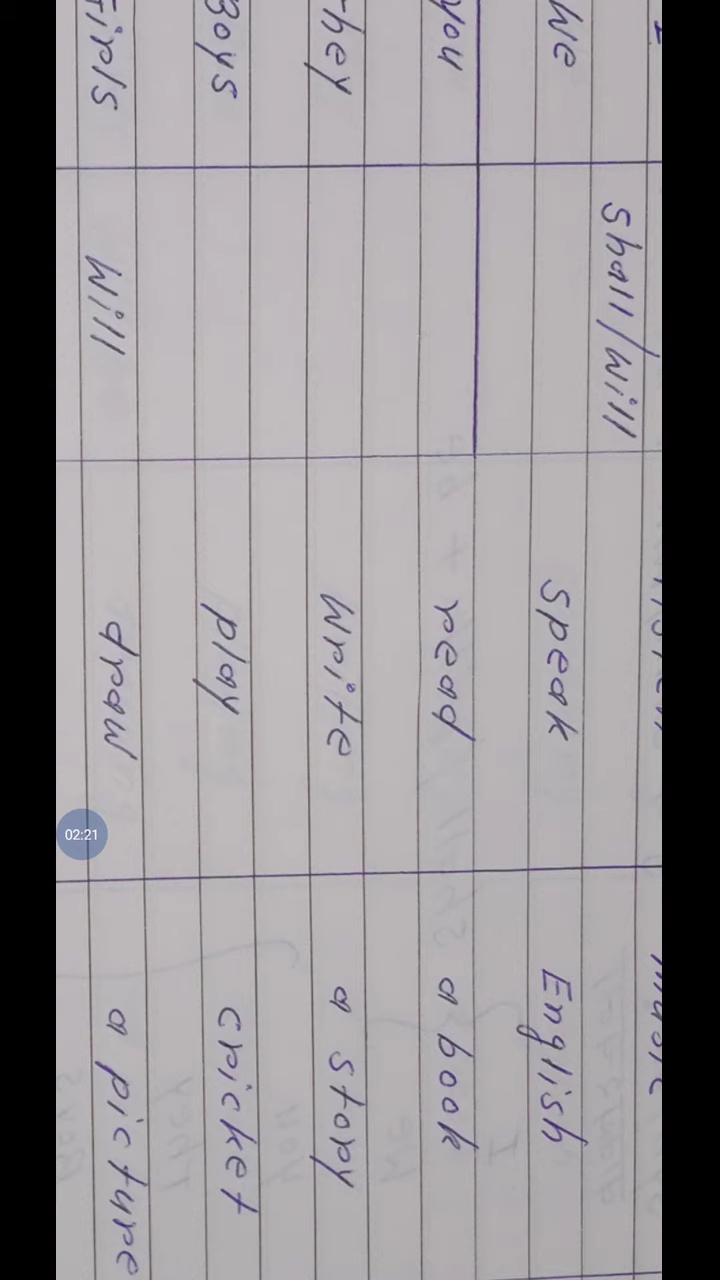 I
Shall/will
We speak English
you read a book
they write a story
Boys play cricket
Girls will draw a picture
music
02:21